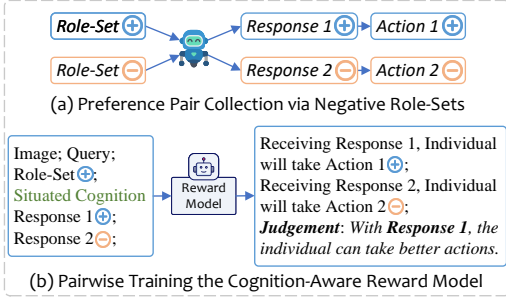 Role-Set + Response 1 + Action 1 +
Role-Set − Response 2 − Action 2 −
(a) Preference Pair Collection via Negative Role-Sets
Image; Query;
Role-Set +;
Situated Cognition
Response 1 +;
Response 2 −;
Reward
Model
Receiving Response 1, Individual
will take Action 1 +;
Receiving Response 2, Individual
will take Action 2 −;
Judgement: With Response 1, the
individual can take better actions.
(b) Pairwise Training the Cognition-Aware Reward Model